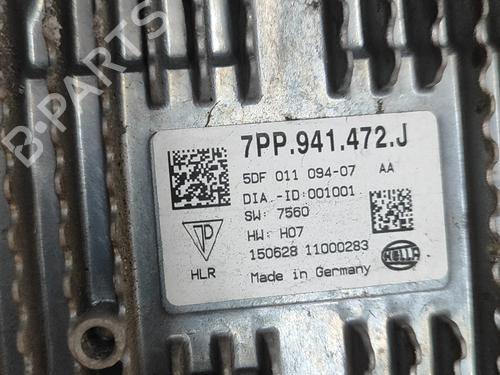 7PP.941.472.J
5DF 011 094-07 AA
DIA.-ID:001001
SW: 7560
HW: H07
150628 11000283
HLR
HELLA
Made in Germany
B-PARTS